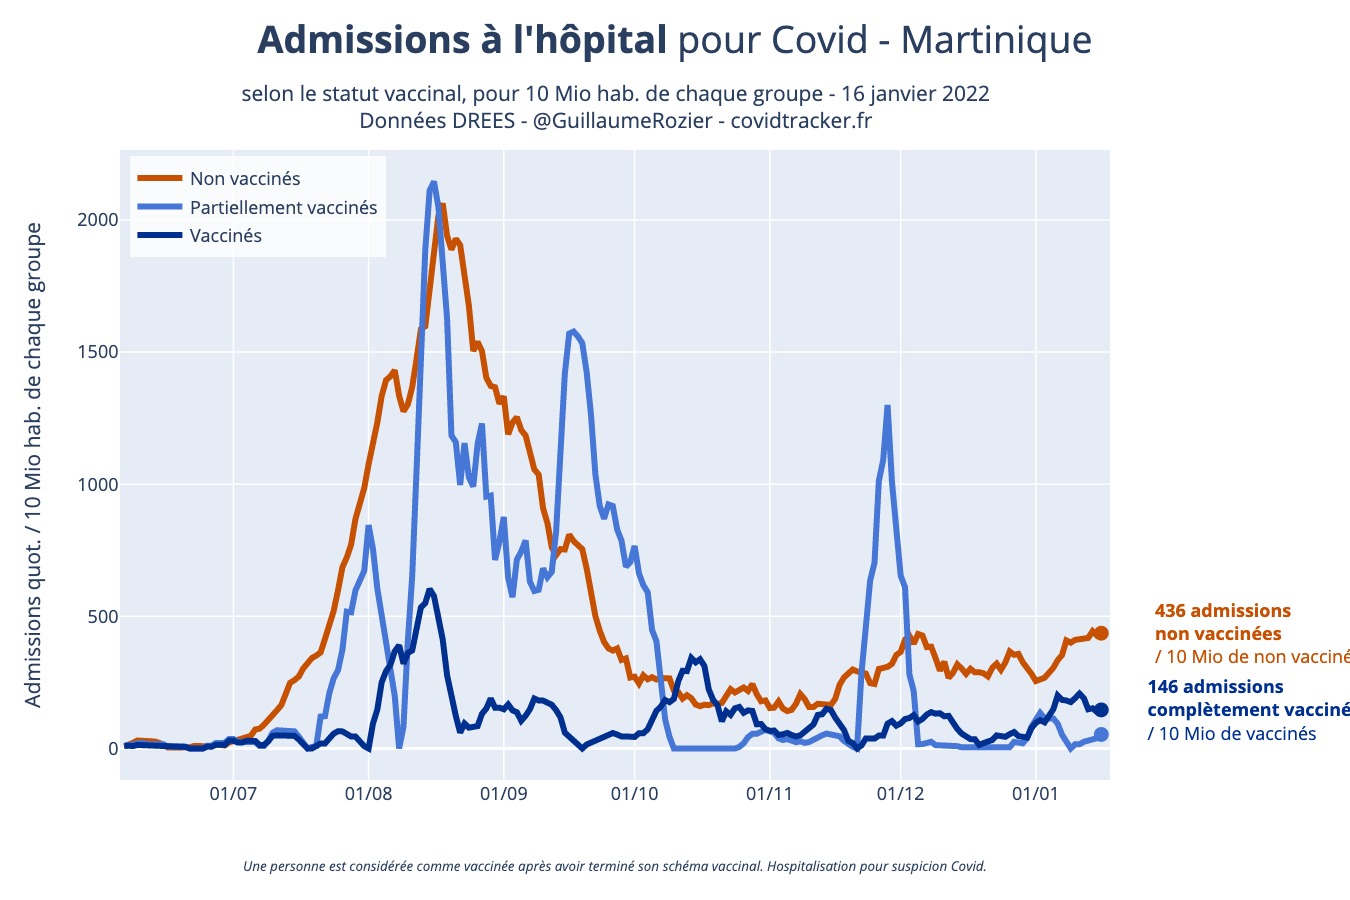 Admissions à l'hôpital pour Covid - Martinique
selon le statut vaccinal, pour 10 Mio hab. de chaque groupe - 16 janvier 2022
Données DREES - @GuillaumeRozier - covidtracker.fr
Non vaccinés
Partiellement vaccinés
Vaccinés
Admissions quot. / 10 Mio hab. de chaque groupe
2000
1500
1000
500
0
01/07
01/08
01/09
01/10
01/11
01/12
01/01
436 admissions
non vaccinées
/ 10 Mio de non vacciné
146 admissions
complètement vacciné
/ 10 Mio de vaccinés
Une personne est considérée comme vaccinée après avoir terminé son schéma vaccinal. Hospitalisation pour suspicion Covid.